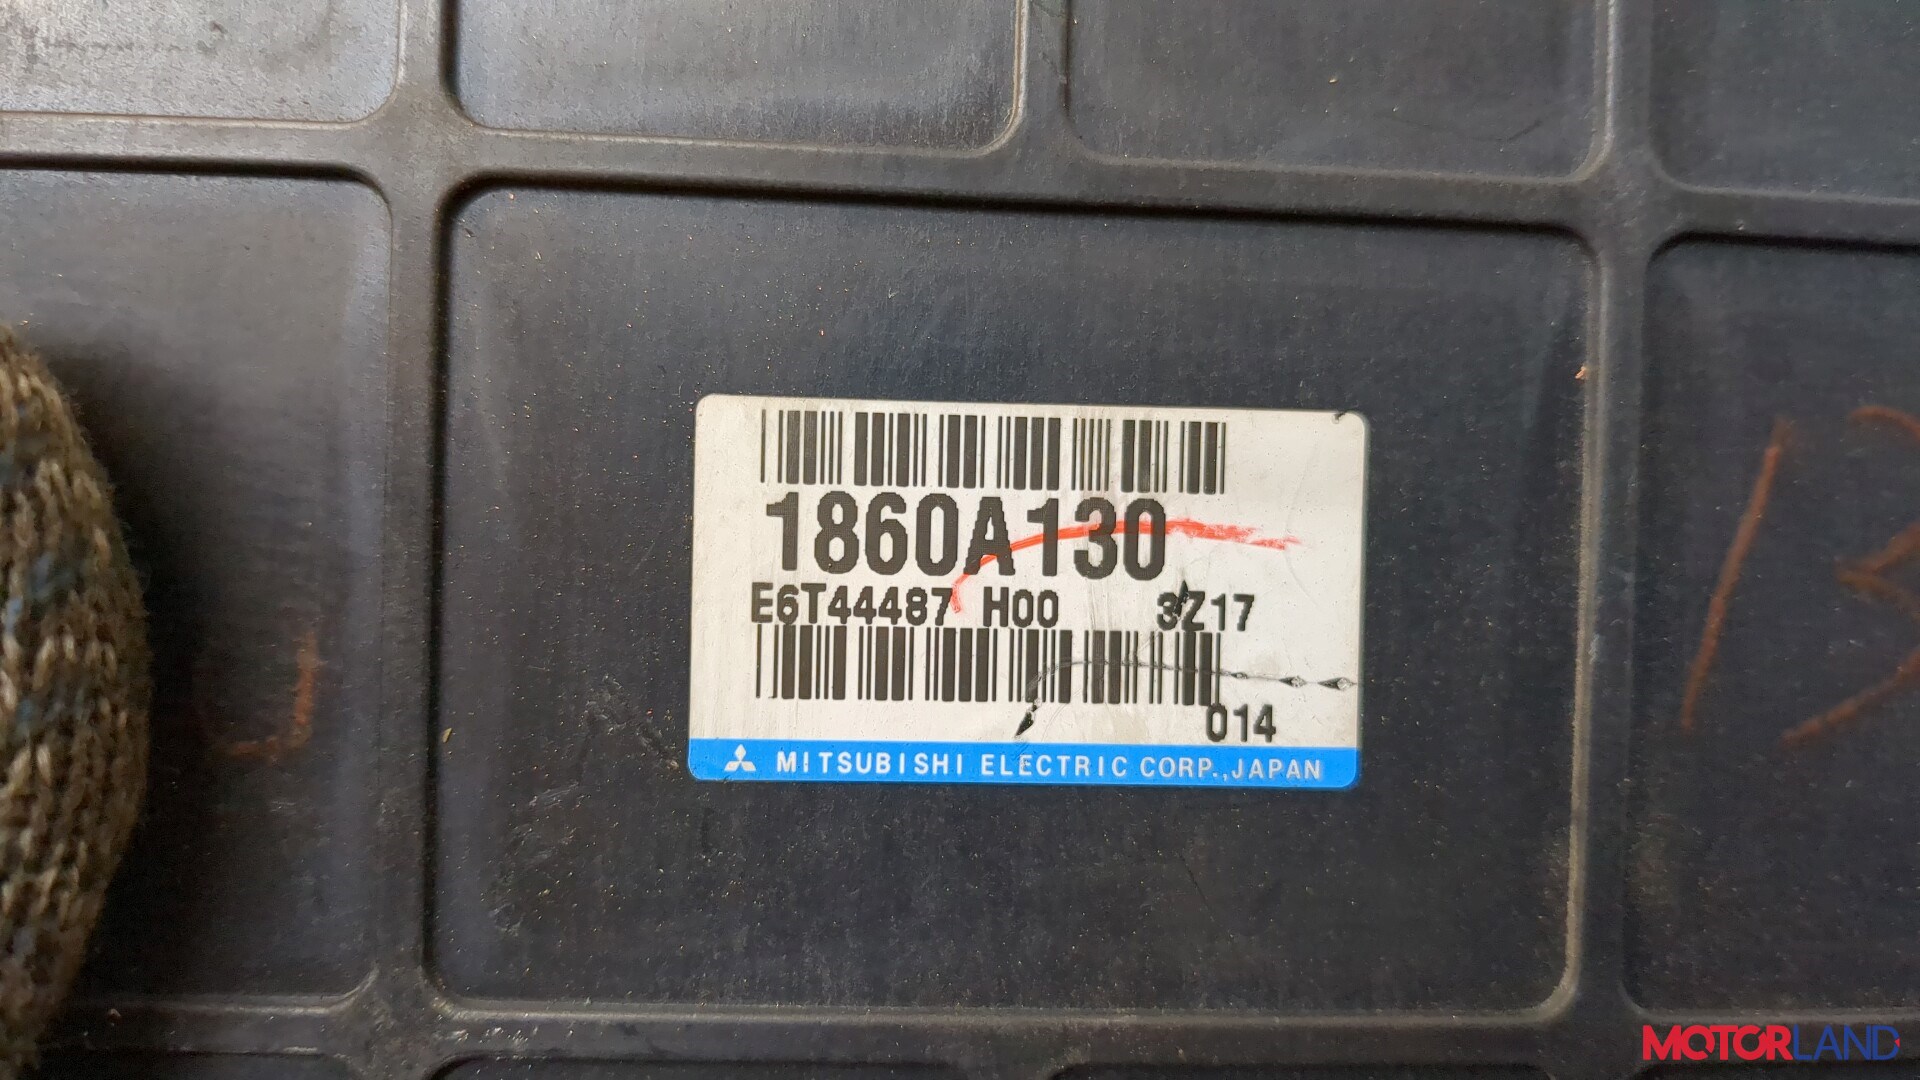 1860A130
E6T44487 H00 3Z17
014
MITSUBISHI ELECTRIC CORP.,JAPAN
MOTORLAND